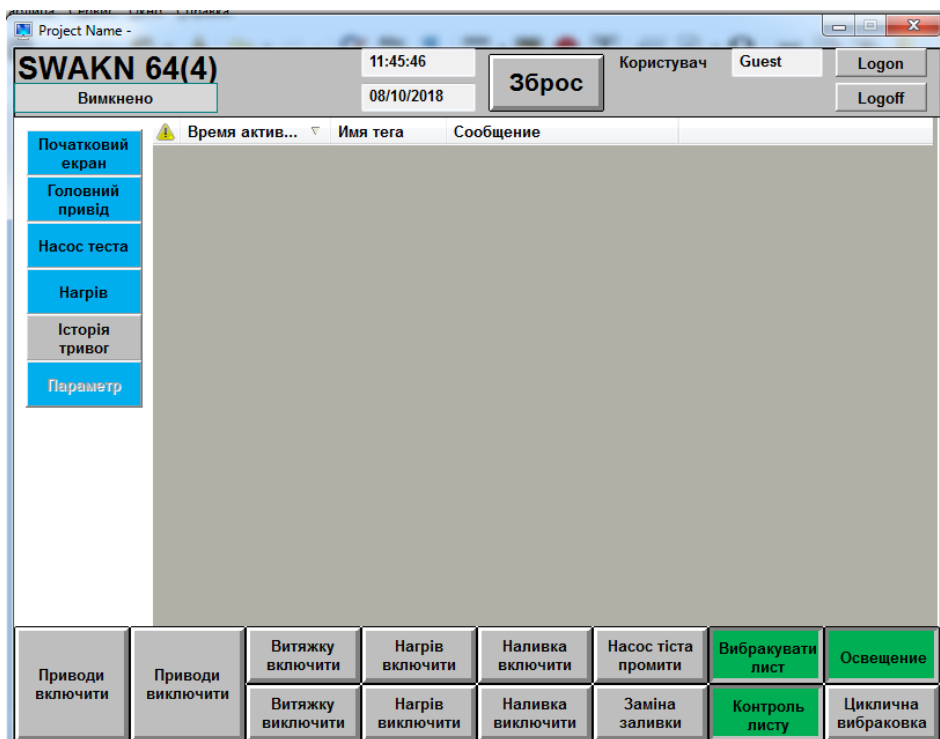 Project Name -
SWAKN 64(4)
Вимкнено
11:45:46
08/10/2018
Зброс
Користувач
Guest
Logon
Logoff
Початковий
екран
Головний
привід
Насос теста
Нагрів
Історія
тривог
Параметр
Время актив...
Имя тега
Сообщение
Приводи
включити
Приводи
виключити
Витяжку
включити
Нагрів
включити
Наливка
включити
Насос тіста
промити
Вибракувати
лист
Освещение
Витяжку
виключити
Нагрів
виключити
Наливка
виключити
Заміна
заливки
Контроль
листу
Циклична
вибраковка